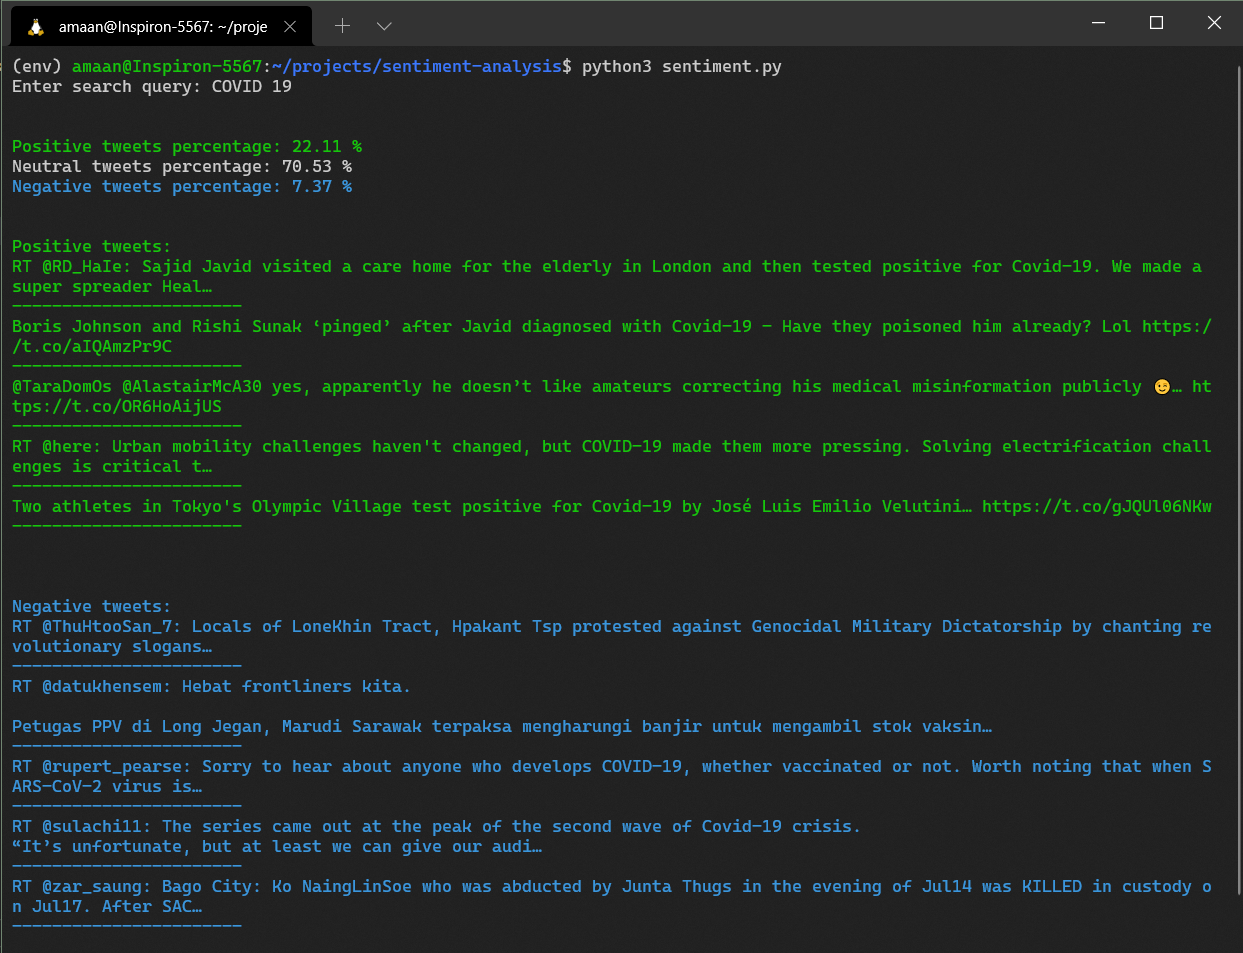 amaan@Inspiron-5567: ~/proje
(env) amaan@Inspiron-5567:~/projects/sentiment-analysis$ python3 sentiment.py
Enter search query: COVID 19
Positive tweets percentage: 22.11 %
Neutral tweets percentage: 70.53 %
Negative tweets percentage: 7.37 %
Positive tweets:
RT @RD_HaIe: Sajid Javid visited a care home for the elderly in London and then tested positive for Covid-19. We made a
super spreader Heal…
-----------------------
Boris Johnson and Rishi Sunak ‘pinged’ after Javid diagnosed with Covid-19 - Have they poisoned him already? Lol https:/
/t.co/aIQAmzPr9C
-----------------------
@TaraDomOs @AlastairMcA30 yes, apparently he doesn’t like amateurs correcting his medical misinformation publicly 😉… ht
tps://t.co/OR6HoAijUS
-----------------------
RT @here: Urban mobility challenges haven't changed, but COVID-19 made them more pressing. Solving electrification chall
enges is critical t…
-----------------------
Two athletes in Tokyo's Olympic Village test positive for Covid-19 by José Luis Emilio Velutini… https://t.co/gJQUl06NKw
-----------------------
Negative tweets:
RT @ThuHtooSan_7: Locals of LoneKhin Tract, Hpakant Tsp protested against Genocidal Military Dictatorship by chanting re
volutionary slogans…
-----------------------
RT @datukhensem: Hebat frontliners kita.
Petugas PPV di Long Jegan, Marudi Sarawak terpaksa mengharungi banjir untuk mengambil stok vaksin…
-----------------------
RT @rupert_pearse: Sorry to hear about anyone who develops COVID-19, whether vaccinated or not. Worth noting that when S
ARS-CoV-2 virus is…
-----------------------
RT @sulachi11: The series came out at the peak of the second wave of Covid-19 crisis.
“It’s unfortunate, but at least we can give our audi…
-----------------------
RT @zar_saung: Bago City: Ko NaingLinSoe who was abducted by Junta Thugs in the evening of Jul14 was KILLED in custody o
n Jul17. After SAC…
-----------------------